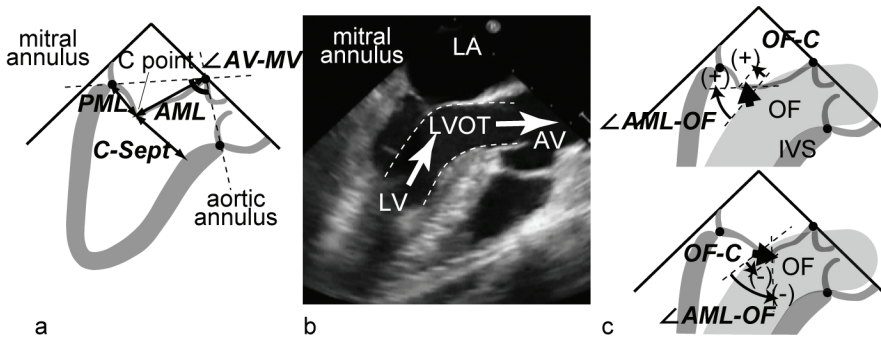 mitral
annulus
C point
∠AV-MV
PML
AML
C-Sept
aortic
annulus
a
mitral
annulus
LA
LVOT
AV
LV
b
OF-C
(+)
(+)
∠AML-OF
OF
IVS
OF-C
OF
(-)
(-)
∠AML-OF
c